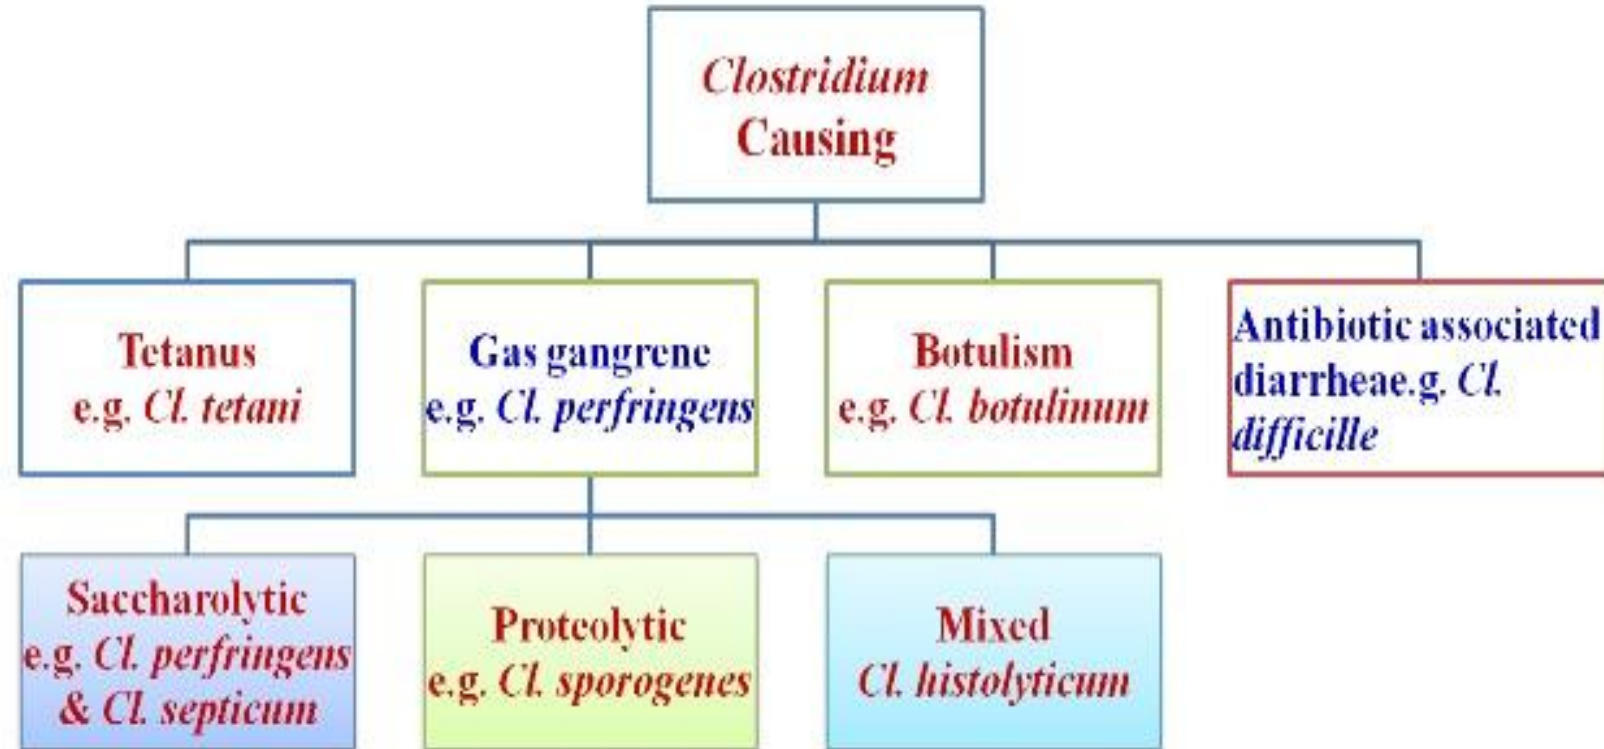 Clostridium
Causing
Tetanus
e.g. Cl. tetani
Gas gangrene
e.g. Cl. perfringens
Botulism
e.g. Cl. botulinum
Antibiotic associated
diarrheae.g. Cl.
difficille
Saccharolytic
e.g. Cl. perfringens
& Cl. septicum
Proteolytic
e.g. Cl. sporogenes
Mixed
Cl. histolyticum